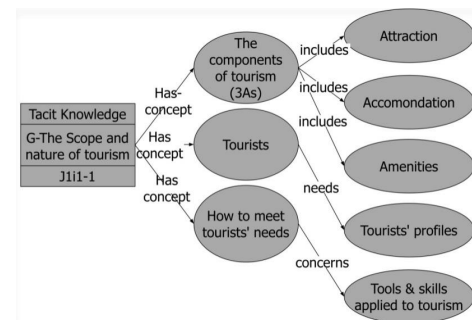 Tacit Knowledge
G-The Scope and
nature of tourism
J1i1-1
Has-
concept
Has
concept
Has
concept
The
components
of tourism
(3As)
Tourists
How to meet
tourists' needs
includes
includes
includes
needs
concerns
Attraction
Accomondation
Amenities
Tourists' profiles
Tools & skills
applied to tourism